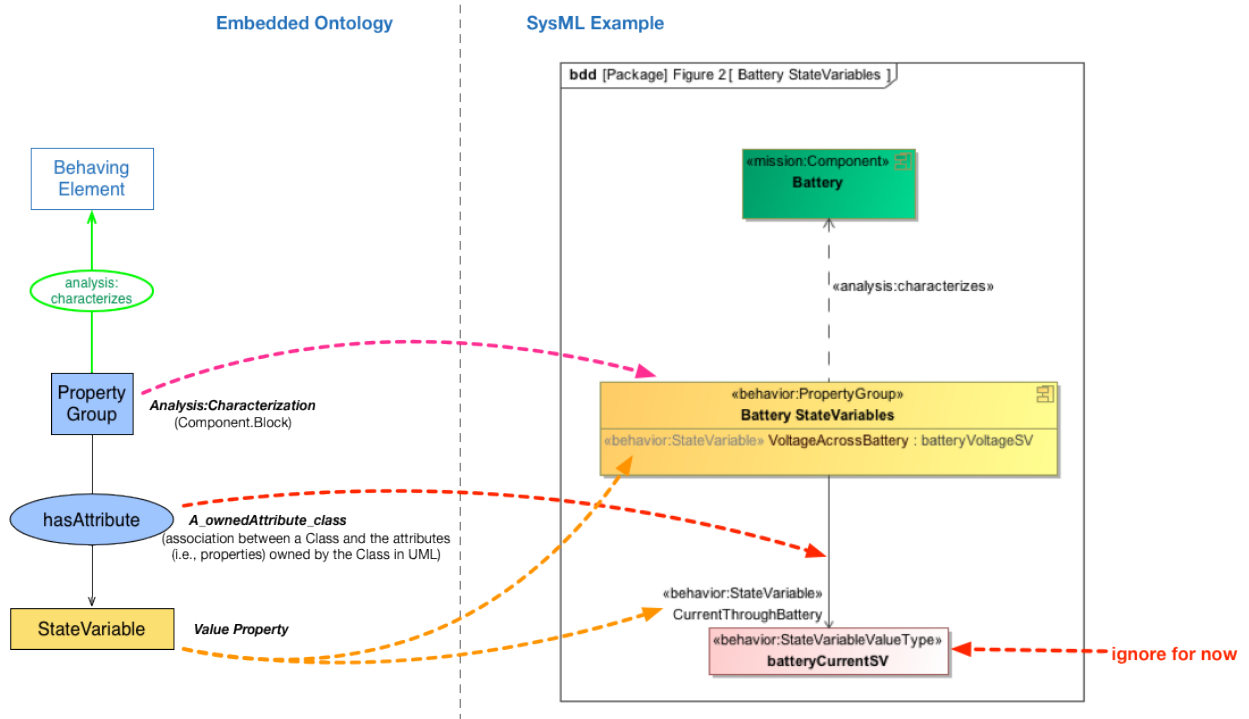 Embedded Ontology
SysML Example
bdd [Package] Figure 2 [ Battery StateVariables ]
Behaving
Element
analysis:
characterizes
Property
Group
Analysis:Characterization
(Component.Block)
hasAttribute
A_ownedAttribute_class
(association between a Class and the attributes
(i.e., properties) owned by the Class in UML)
StateVariable
Value Property
«mission:Component»
Battery
«analysis:characterizes»
«behavior:PropertyGroup»
Battery StateVariables
«behavior:StateVariable» VoltageAcrossBattery : batteryVoltageSV
«behavior:StateVariable»
CurrentThroughBattery
«behavior:StateVariableValueType»
batteryCurrentSV
ignore for now